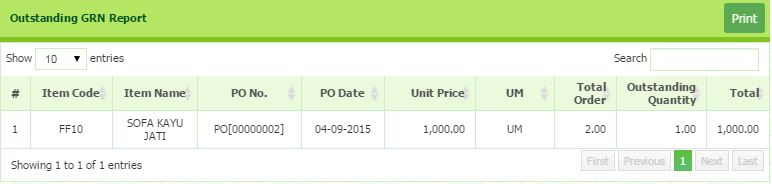 Outstanding GRN Report Print
Show 10 entries Search
# Item Code Item Name PO No. PO Date Unit Price UM Total Order Outstanding Quantity Total
1 FF10 SOFA KAYU JATI PO[00000002] 04-09-2015 1,000.00 UM 2.00 1.00 1,000.00
Showing 1 to 1 of 1 entries First Previous 1 Next Last